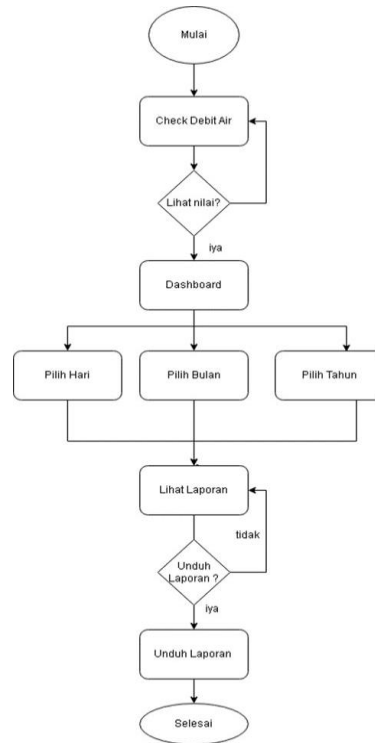 Mulai
Check Debit Air
Lihat nilai?
iya
Dashboard
Pilih Hari
Pilih Bulan
Pilih Tahun
Lihat Laporan
tidak
Unduh
Laporan ?
iya
Unduh Laporan
Selesai